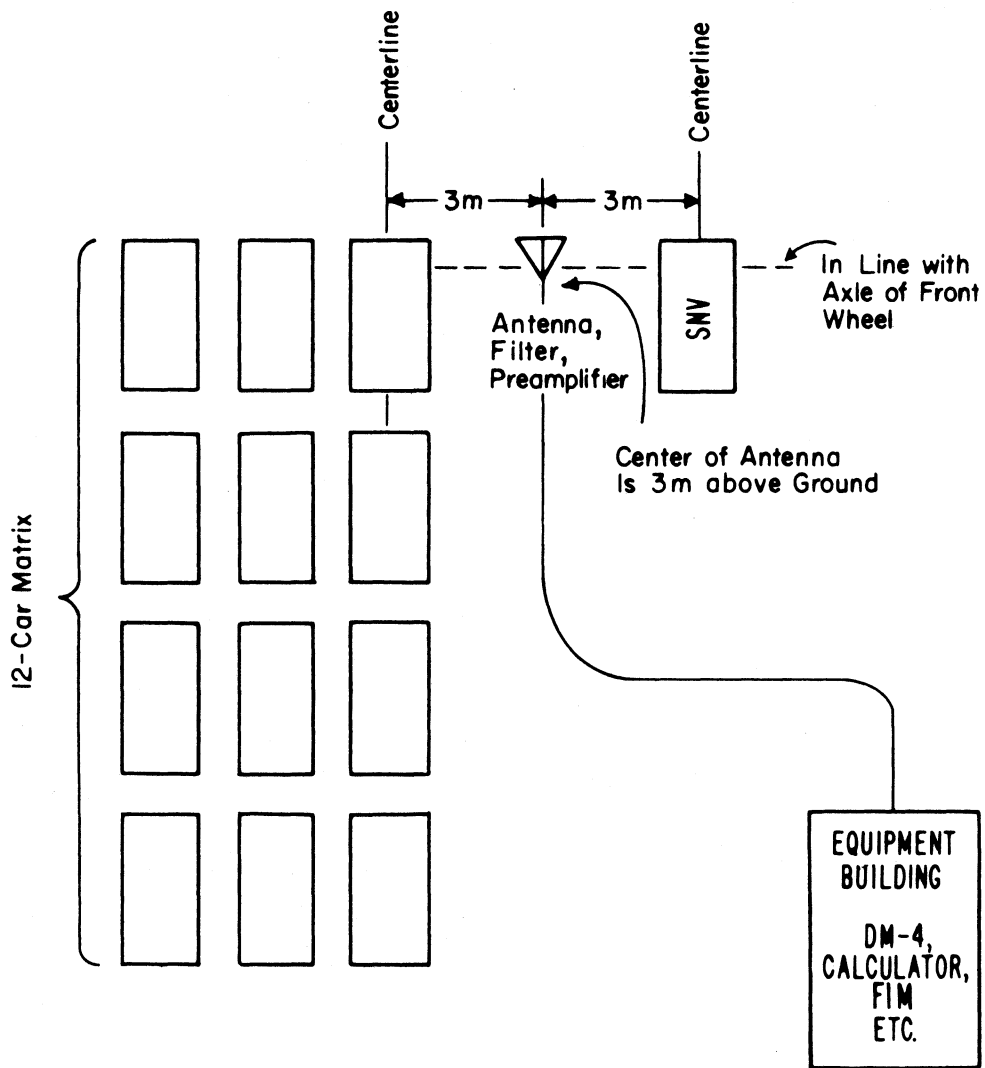 Centerline
Centerline
3m
3m
In Line with
Axle of Front
Wheel
SNV
Antenna,
Filter,
Preamplifier
Center of Antenna
Is 3m above Ground
12-Car Matrix
EQUIPMENT
BUILDING
DM-4,
CALCULATOR,
FIM
ETC.